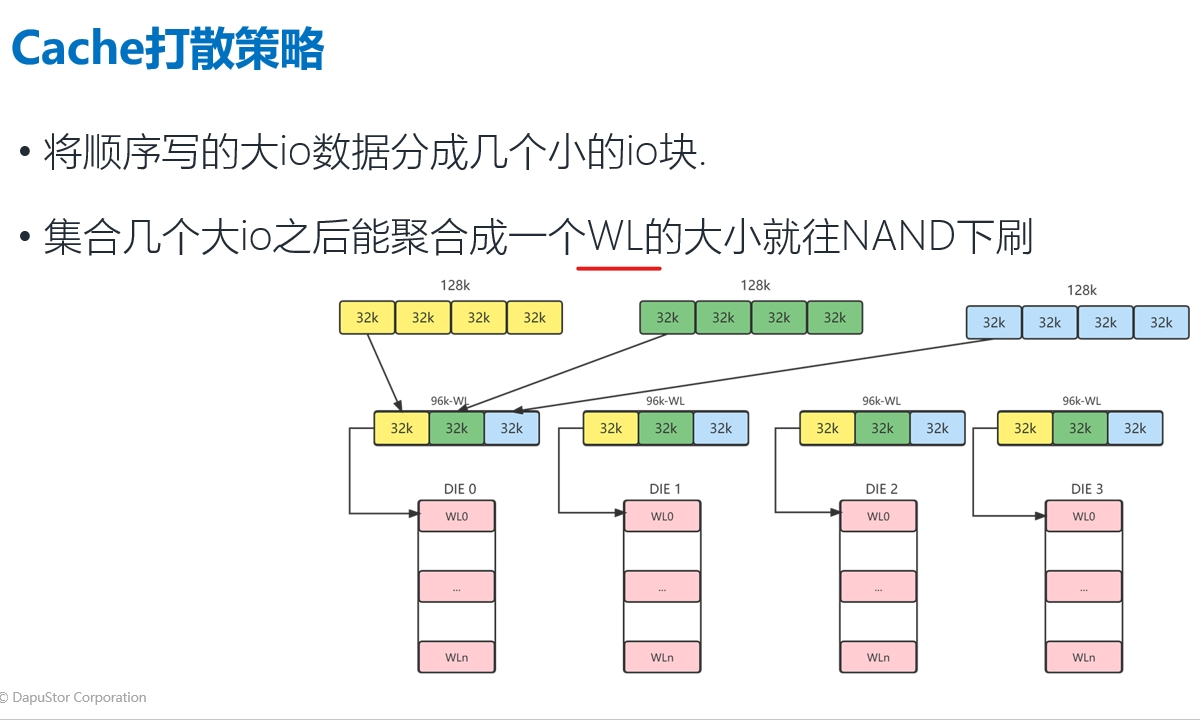 Cache打散策略
• 将顺序写的大io数据分成几个小的io块.
• 集合几个大io之后能聚合成一个WL的大小就往NAND下刷
128k 128k 128k
32k 32k 32k 32k 32k 32k 32k 32k 32k 32k 32k 32k
96k-WL 96k-WL 96k-WL 96k-WL
32k 32k 32k 32k 32k 32k 32k 32k 32k 32k 32k 32k
DIE 0 DIE 1 DIE 2 DIE 3
WL0 WL0 WL0 WL0
... ... ... ...
WLn WLn WLn WLn
© DapuStor Corporation